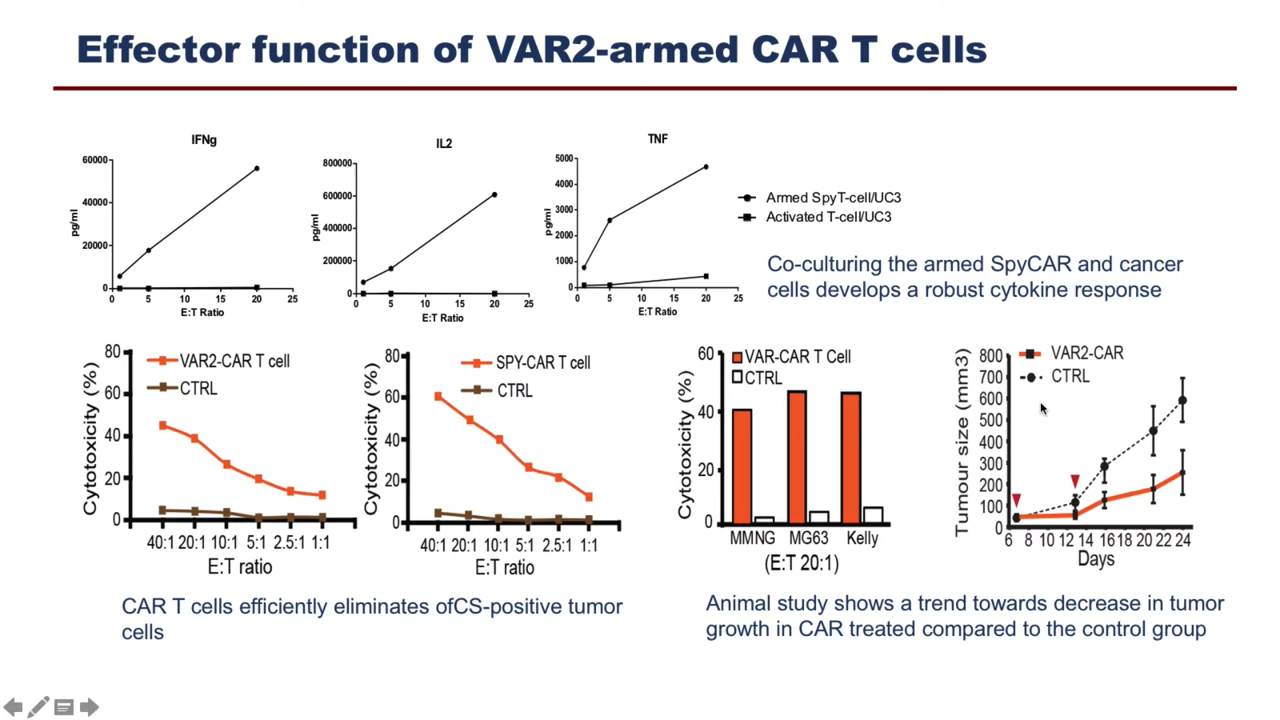 Effector function of VAR2-armed CAR T cells
IFNg
60000
40000
20000
0
pg/ml
0 5 10 15 20 25
E:T Ratio
IL2
800000
600000
400000
200000
0
pg/ml
0 5 10 15 20 25
E:T Ratio
TNF
5000
4000
3000
2000
1000
0
pg/ml
0 5 10 15 20 25
E:T Ratio
Armed SpyT-cell/UC3
Activated T-cell/UC3
Co-culturing the armed SpyCAR and cancer
cells develops a robust cytokine response
80
60
40
20
0
Cytotoxicity (%)
VAR2-CAR T cell
CTRL
40:1 20:1 10:1 5:1 2.5:1 1:1
E:T ratio
80
60
40
20
0
Cytotoxicity (%)
SPY-CAR T cell
CTRL
40:1 20:1 10:1 5:1 2.5:1 1:1
E:T ratio
60
40
20
0
Cytotoxicity (%)
VAR-CAR T Cell
CTRL
MMNG MG63 Kelly
(E:T 20:1)
800
700
600
500
400
300
200
100
0
Tumour size (mm3)
VAR2-CAR
CTRL
6 8 10 12 14 16 18 20 22 24
Days
CAR T cells efficiently eliminates ofCS-positive tumor
cells
Animal study shows a trend towards decrease in tumor
growth in CAR treated compared to the control group